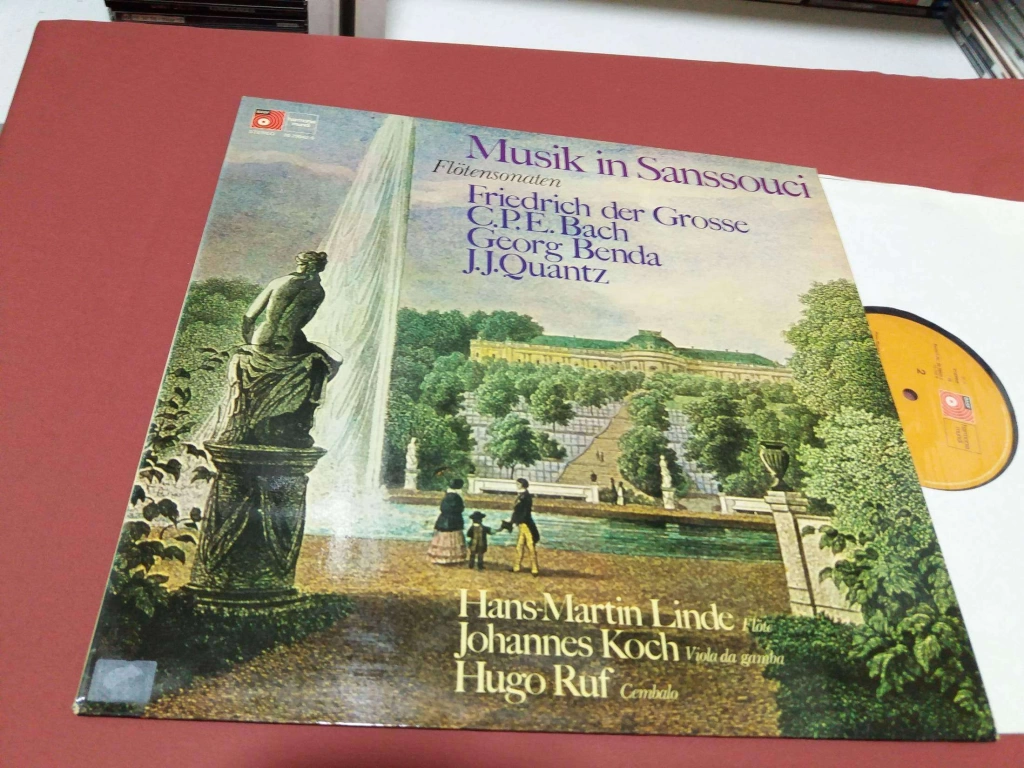 Musik in Sanssouci
Flötensonaten
Friedrich der Grosse
C.P.E. Bach
Georg Benda
J.J. Quantz
Hans-Martin Linde Flöte
Johannes Koch Viola da gamba
Hugo Ruf Cembalo
2